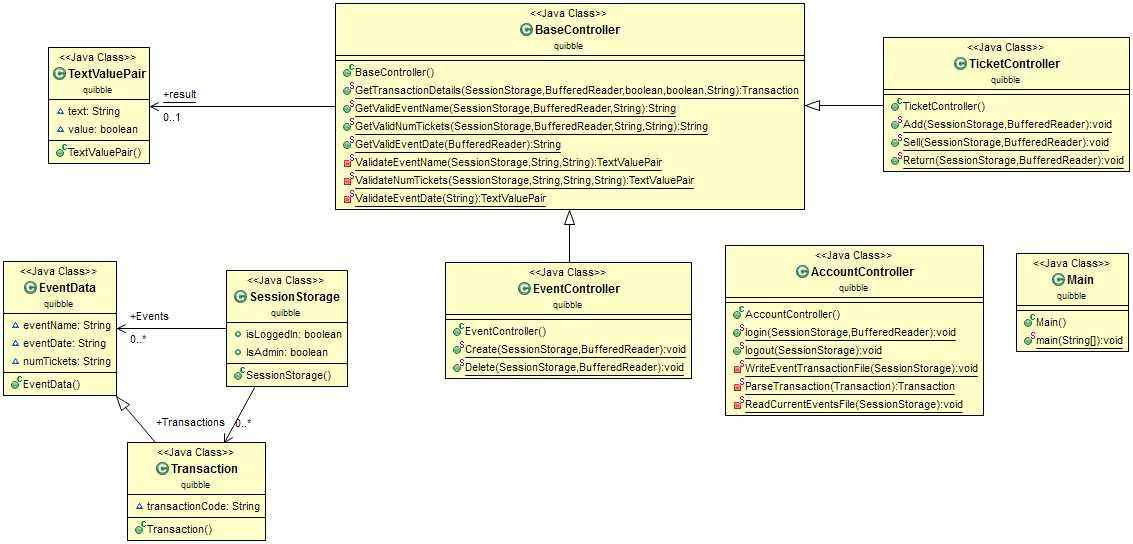 <<Java Class>>
BaseController
quibble
BaseController()
GetTransactionDetails(SessionStorage,BufferedReader,boolean,boolean,String):Transaction
GetValidEventName(SessionStorage,BufferedReader,String):String
GetValidNumTickets(SessionStorage,BufferedReader,String,String):String
GetValidEventDate(BufferedReader):String
ValidateEventName(SessionStorage,String,String):TextValuePair
ValidateNumTickets(SessionStorage,String,String,String):TextValuePair
ValidateEventDate(String):TextValuePair
<<Java Class>>
TextValuePair
quibble
text: String
value: boolean
TextValuePair()
+result
0..1
<<Java Class>>
TicketController
quibble
TicketController()
Add(SessionStorage,BufferedReader):void
Sell(SessionStorage,BufferedReader):void
Return(SessionStorage,BufferedReader):void
<<Java Class>>
EventData
quibble
eventName: String
eventDate: String
numTickets: String
EventData()
+Events
0..*
<<Java Class>>
SessionStorage
quibble
isLoggedIn: boolean
IsAdmin: boolean
SessionStorage()
+Transactions
0..*
<<Java Class>>
Transaction
quibble
transactionCode: String
Transaction()
<<Java Class>>
EventController
quibble
EventController()
Create(SessionStorage,BufferedReader):void
Delete(SessionStorage,BufferedReader):void
<<Java Class>>
AccountController
quibble
AccountController()
login(SessionStorage,BufferedReader):void
logout(SessionStorage):void
WriteEventTransactionFile(SessionStorage):void
ParseTransaction(Transaction):Transaction
ReadCurrentEventsFile(SessionStorage):void
<<Java Class>>
Main
quibble
Main()
main(String[]):void